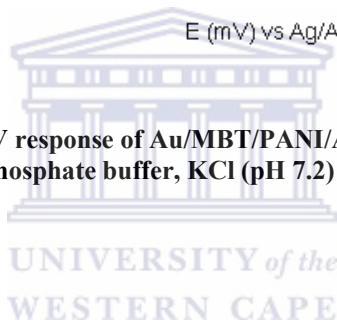 E (mV) vs Ag/A
V response of Au/MBT/PANI/A
hosphate buffer, KCl (pH 7.2)
UNIVERSITY of the
WESTERN CAPE